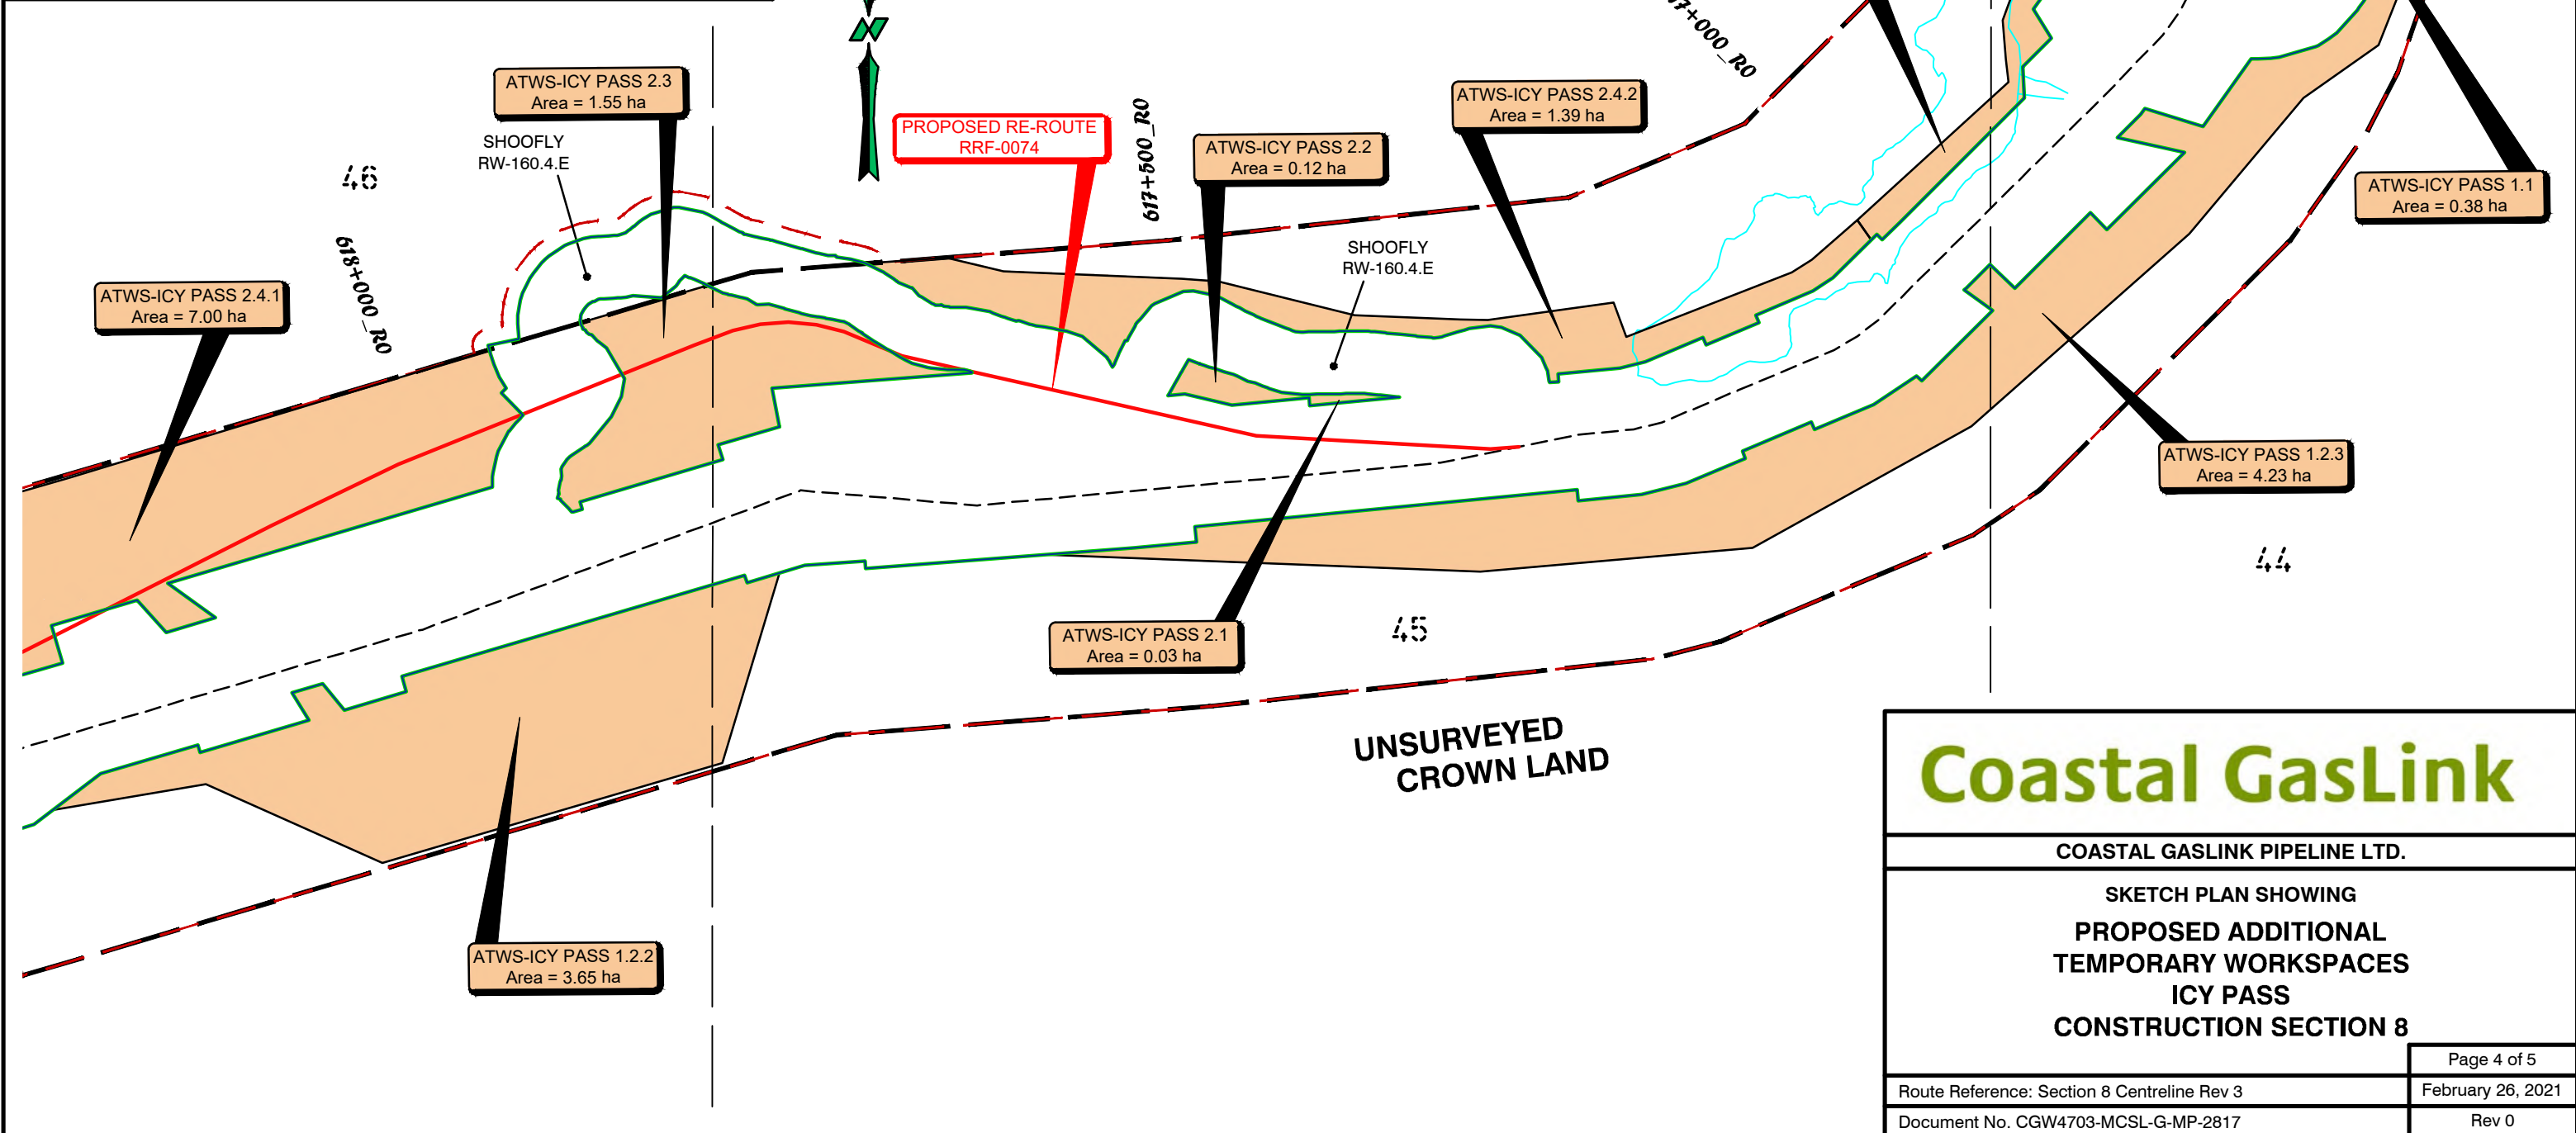 N
17+000_R0
ATWS-ICY PASS 2.3
Area = 1.55 ha
SHOOFLY
RW-160.4.E
46
PROPOSED RE-ROUTE
RRF-0074
617+500_R0
ATWS-ICY PASS 2.2
Area = 0.12 ha
ATWS-ICY PASS 2.4.2
Area = 1.39 ha
ATWS-ICY PASS 1.1
Area = 0.38 ha
618+000_R0
SHOOFLY
RW-160.4.E
ATWS-ICY PASS 2.4.1
Area = 7.00 ha
ATWS-ICY PASS 1.2.3
Area = 4.23 ha
44
ATWS-ICY PASS 2.1
Area = 0.03 ha
45
UNSURVEYED
CROWN LAND
ATWS-ICY PASS 1.2.2
Area = 3.65 ha
Coastal GasLink
COASTAL GASLINK PIPELINE LTD.
SKETCH PLAN SHOWING
PROPOSED ADDITIONAL
TEMPORARY WORKSPACES
ICY PASS
CONSTRUCTION SECTION 8
Page 4 of 5
Route Reference: Section 8 Centreline Rev 3
February 26, 2021
Document No. CGW4703-MCSL-G-MP-2817
Rev 0